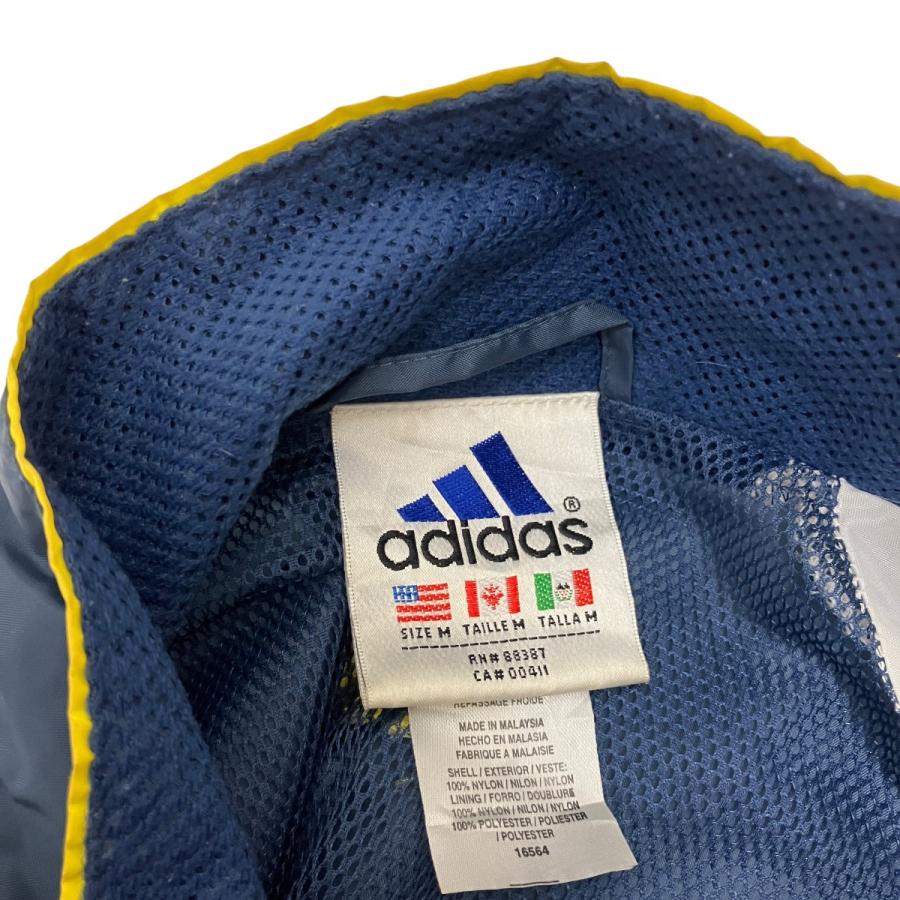 adidas®
SIZE M TAILLE M TALLA M
RN# 88387
CA# 00411
REPASSAGE FROIDE
MADE IN MALAYSIA
HECHO EN MALASIA
FABRIQUE A MALAISIE
SHELL / EXTERIOR / VESTE:
100% NYLON / NILON / NYLON
LINING / FORRO / DOUBLURE
100% NYLON / NILON / NYLON
100% POLYESTER / POLIESTER
/ POLYESTER
16564